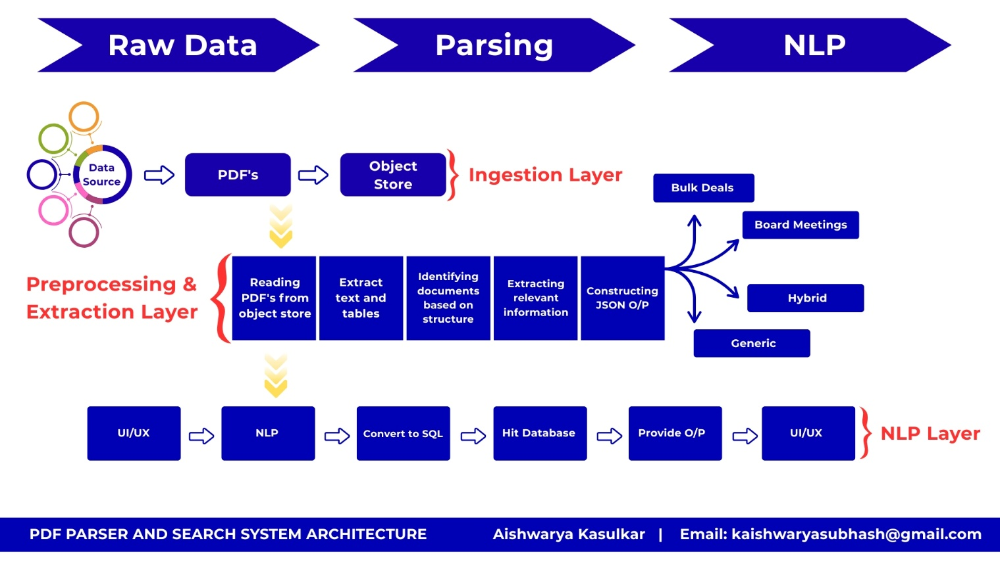 Raw Data
Parsing
NLP
Data
Source
PDF's
Object
Store
Ingestion Layer
Bulk Deals
Board Meetings
Hybrid
Generic
Preprocessing &
Extraction Layer
Reading
PDF's from
object store
Extract
text and
tables
Identifying
documents
based on
structure
Extracting
relevant
information
Constructing
JSON O/P
UI/UX
NLP
Convert to SQL
Hit Database
Provide O/P
UI/UX
NLP Layer
PDF PARSER AND SEARCH SYSTEM ARCHITECTURE
Aishwarya Kasulkar | Email: kaishwaryasubhash@gmail.com